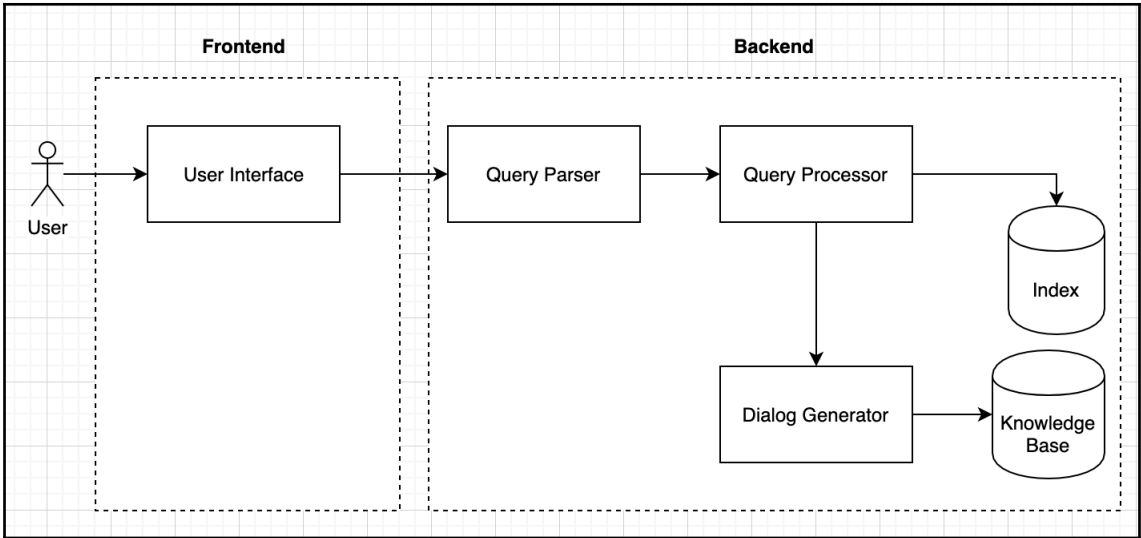 Frontend
Backend
User Interface
Query Parser
Query Processor
User
Index
Dialog Generator
Knowledge
Base